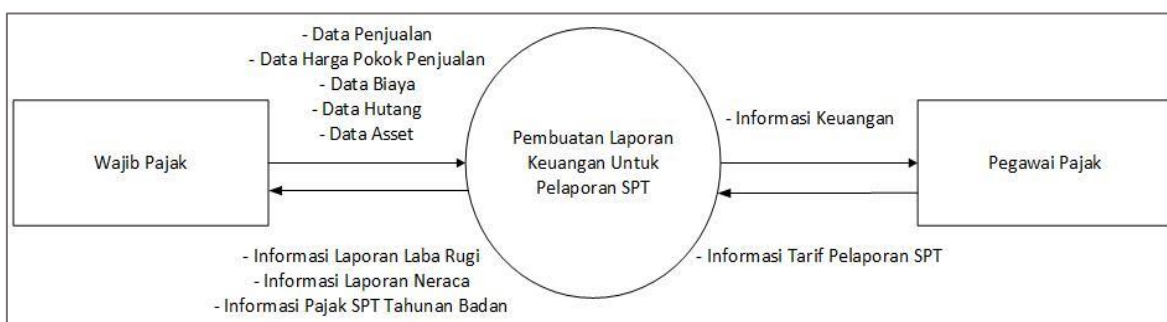 - Data Penjualan
- Data Harga Pokok Penjualan
- Data Biaya
- Data Hutang
- Data Asset
Wajib Pajak
Pembuatan Laporan
Keuangan Untuk
Pelaporan SPT
- Informasi Keuangan
Pegawai Pajak
- Informasi Laporan Laba Rugi
- Informasi Laporan Neraca
- Informasi Pajak SPT Tahunan Badan
- Informasi Tarif Pelaporan SPT